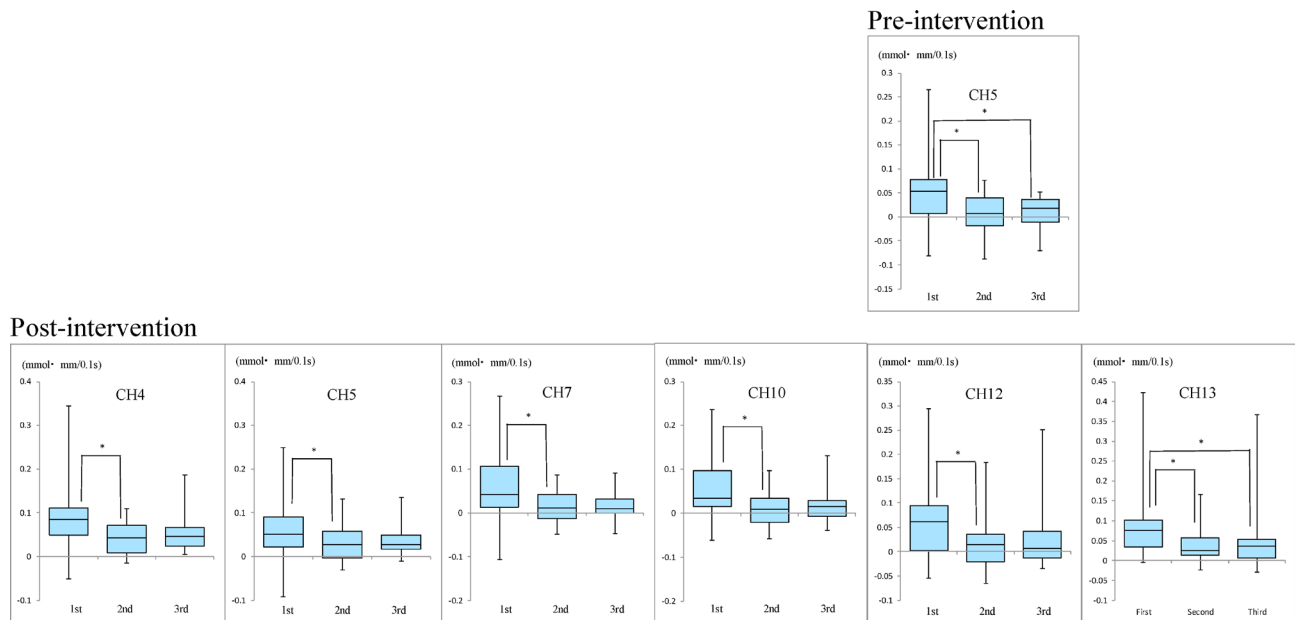 Pre-intervention
(mmol・ mm/0.1s)
CH5
0.3
0.25
0.2
0.15
0.1
0.05
0
-0.05
-0.1
-0.15
*
*
1st 2nd 3rd
Post-intervention
(mmol・ mm/0.1s)
CH4
0.4
0.3
0.2
0.1
0
-0.1
*
1st 2nd 3rd
(mmol・ mm/0.1s)
CH5
0.4
0.3
0.2
0.1
0
-0.1
*
1st 2nd 3rd
(mmol・ mm/0.1s)
CH7
0.3
0.2
0.1
0
-0.1
-0.2
*
1st 2nd 3rd
(mmol・ mm/0.1s)
CH10
0.3
0.2
0.1
0
-0.1
-0.2
*
1st 2nd 3rd
(mmol・ mm/0.1s)
CH12
0.35
0.3
0.25
0.2
0.15
0.1
0.05
0
-0.05
-0.1
*
1st 2nd 3rd
(mmol・ mm/0.1s)
CH13
0.45
0.4
0.35
0.3
0.25
0.2
0.15
0.1
0.05
0
-0.05
-0.1
*
*
First Second Third